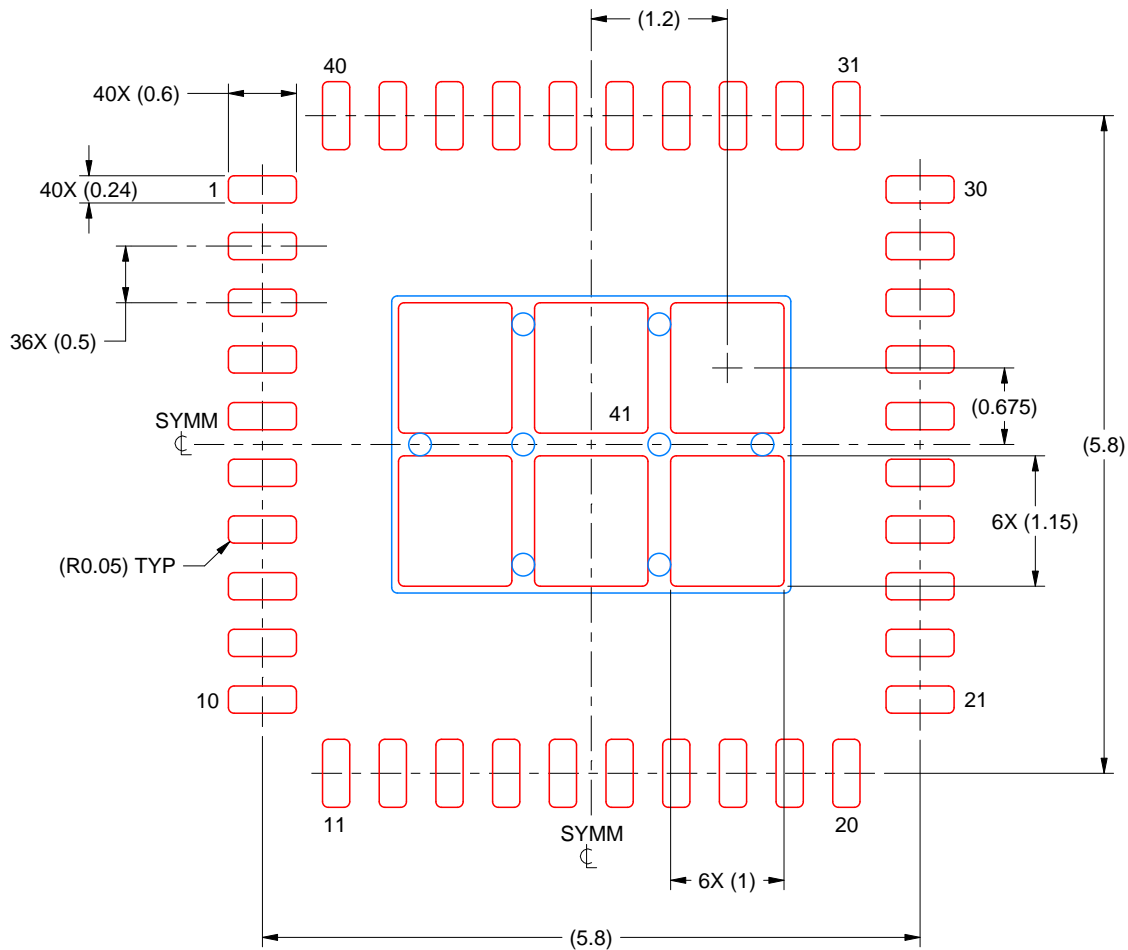 (1.2)
40
31
40X (0.6)
40X (0.24)
1
30
36X (0.5)
41
SYMM
℄
(0.675)
(5.8)
6X (1.15)
(R0.05) TYP
10
21
11
20
SYMM
℄
6X (1)
(5.8)